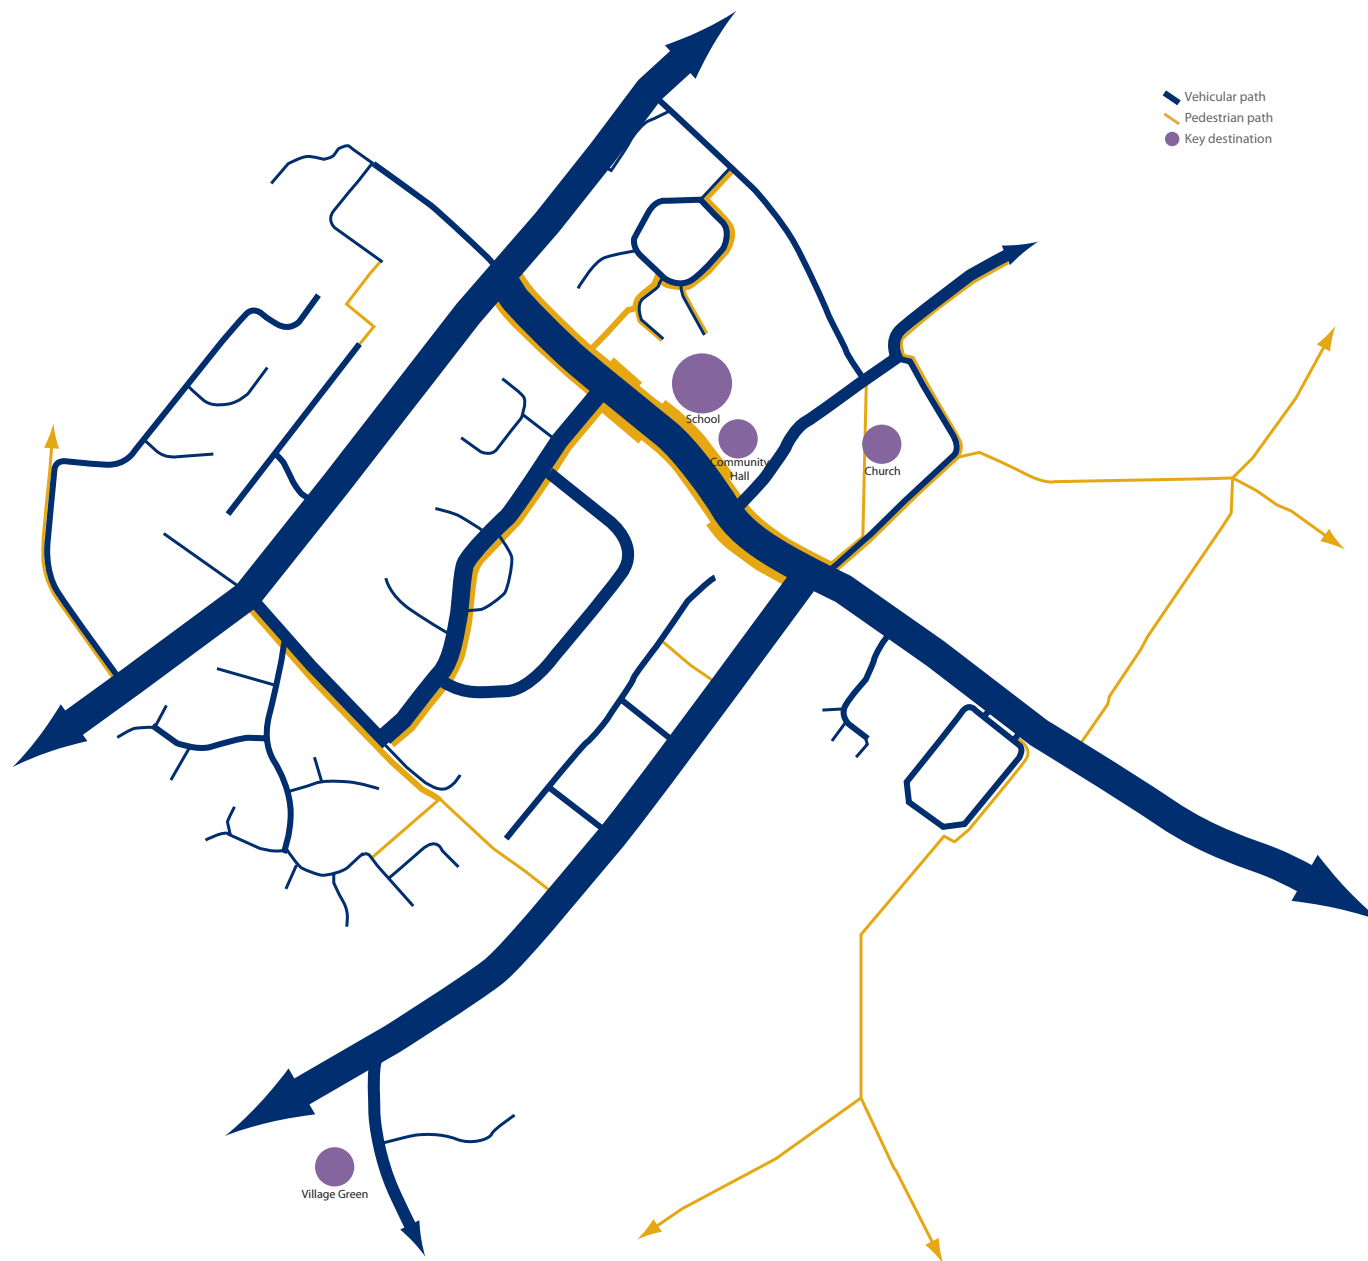 Vehicular path
Pedestrian path
Key destination
School
Community
Hall
Church
Village Green